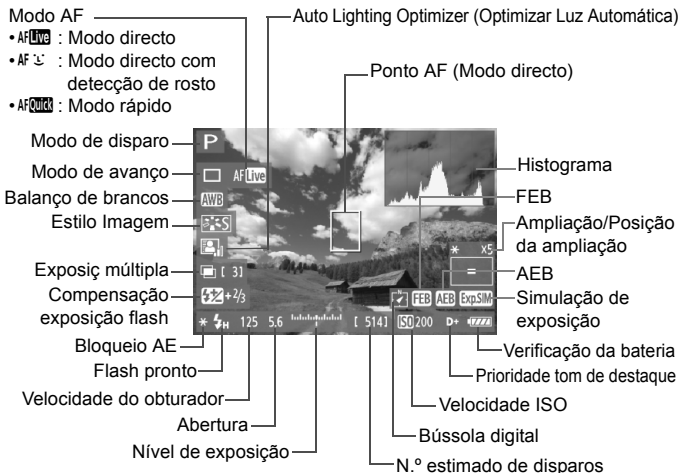 Modo AF
• AF Live : Modo directo
• AF : Modo directo com
detecção de rosto
• AF Quick : Modo rápido
Auto Lighting Optimizer (Optimizar Luz Automática)
Ponto AF (Modo directo)
Modo de disparo
Modo de avanço
Balanço de brancos
Estilo Imagem
Exposiç múltipla
Compensação
exposição flash
Bloqueio AE
Flash pronto
Velocidade do obturador
Abertura
Nível de exposição
Histograma
FEB
Ampliação/Posição
da ampliação
AEB
Simulação de
exposição
Verificação da bateria
Prioridade tom de destaque
Velocidade ISO
Bússola digital
N.º estimado de disparos
P
AF Live
AWB
S
[ 3]
+2/3
* x5
FEB AEB Exp.SIM
* H 125 5.6 [ 514] ISO 200 D+